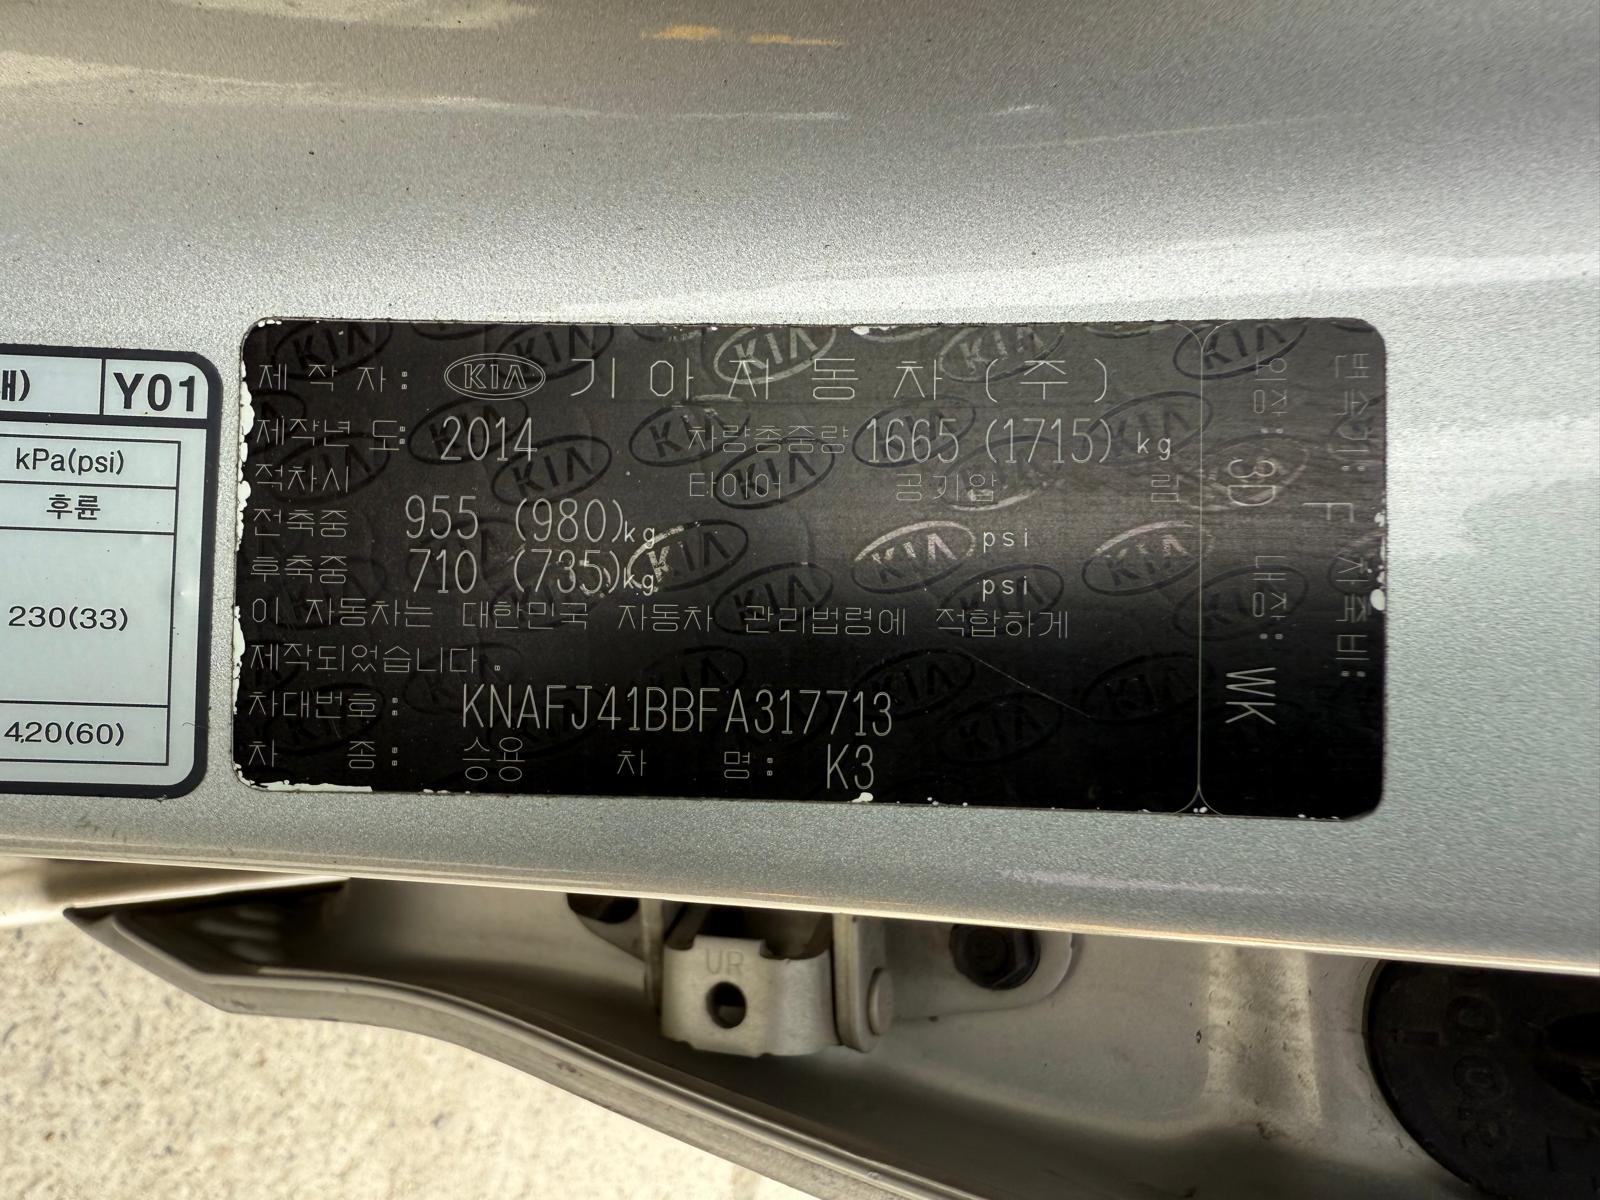 Y01
kPa(psi)
후륜
230(33)
420(60)
제 작 자 : KIA 기 아 자 동 차 ( 주 )
제작년 도: 2014 차량총중량 1665 (1715) kg
적차시 타이어 공기압 림
전축중 955 (980)kg psi
후축중 710 (735)kg psi
이 자동차는 대한민국 자동차 관리법령에 적합하게
제작되었습니다 .
차대번호 : KNAFJ41BBFA317713
차 종 : 승용 차 명 : K3
변속기: F 지축비:
외장: 3D 내장: WK
UR